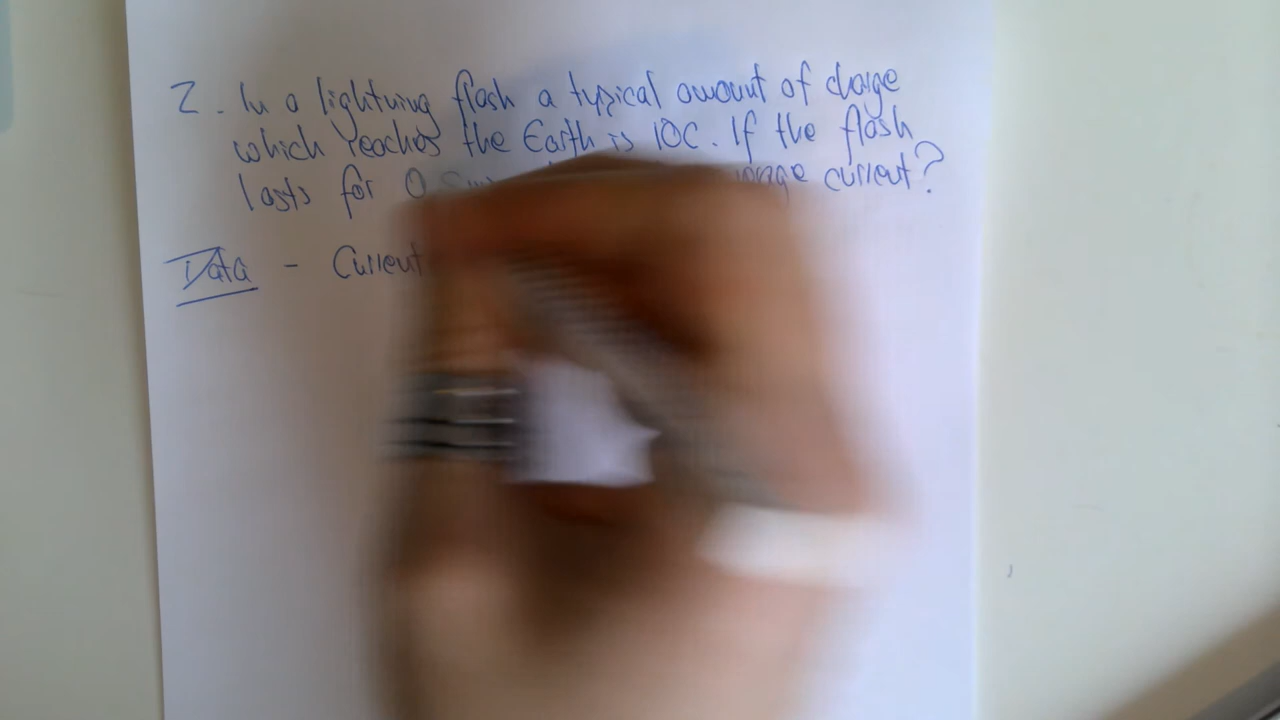 2. In a lightning flash a typical amount of charge
which reaches the Earth is 10C. If the flash
lasts for current?
Data - Current